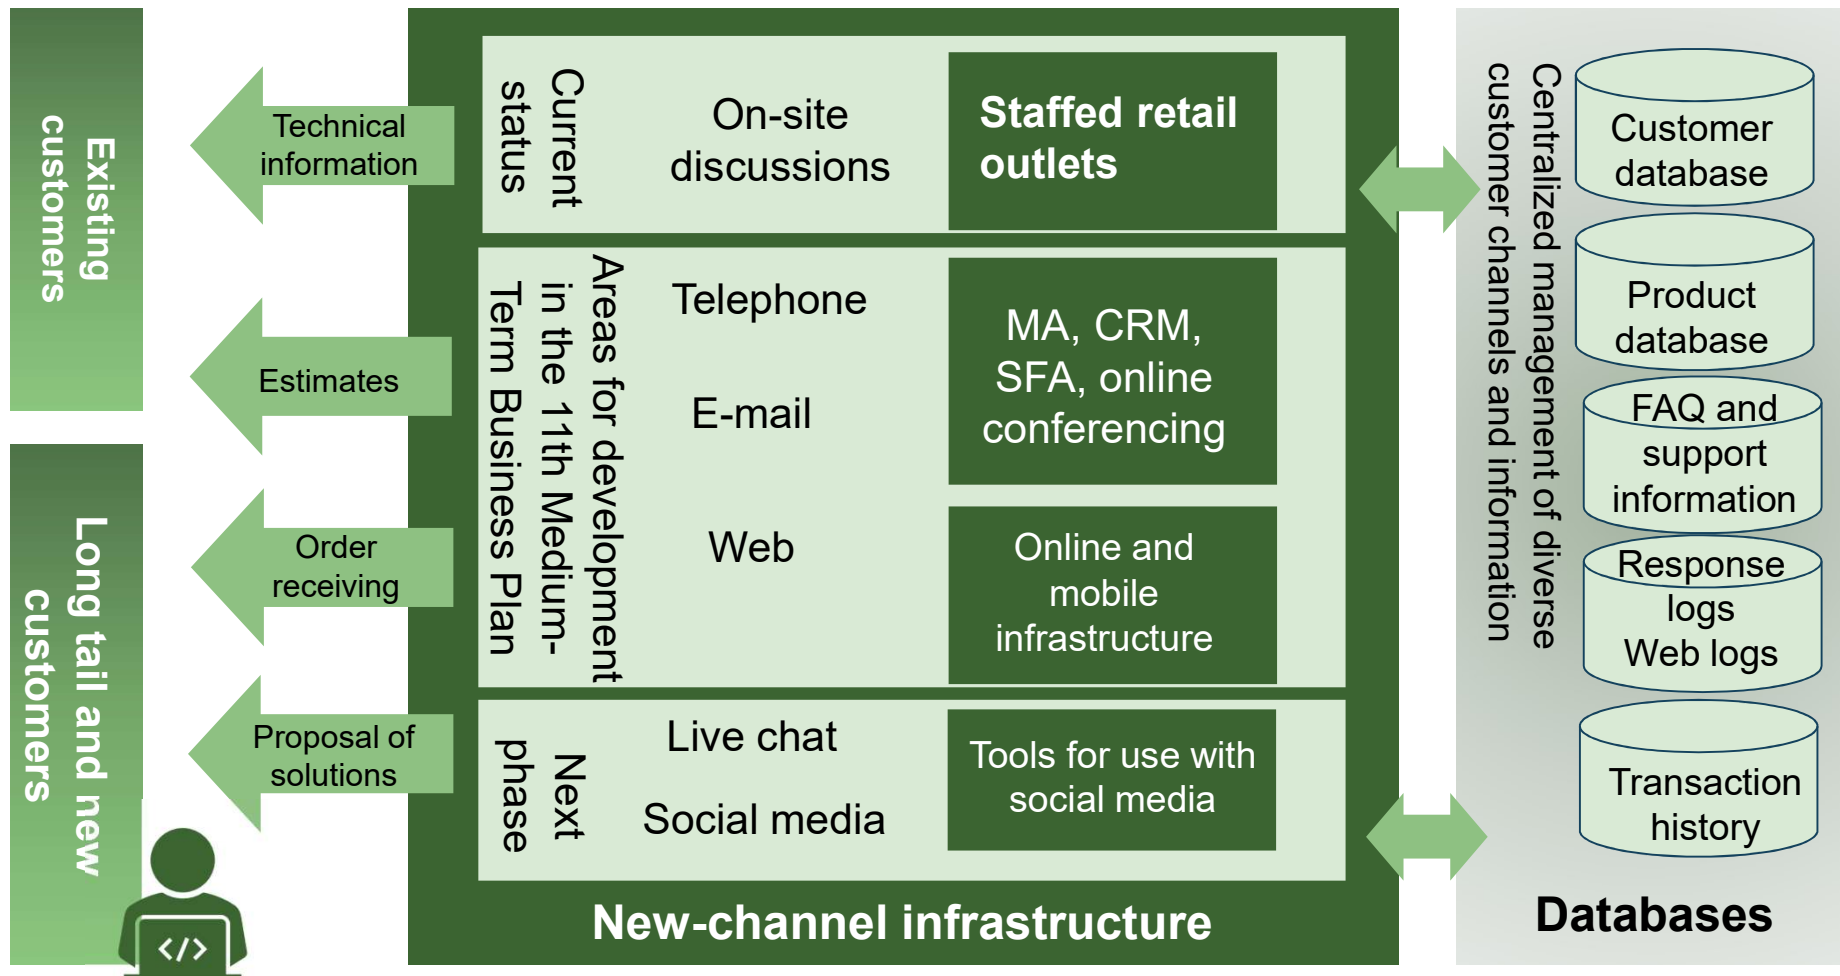 Existing
customers
Long tail and new
customers
Technical
information
Estimates
Order
receiving
Proposal of
solutions
Current
status
On-site
discussions
Staffed retail
outlets
Areas for development
in the 11th Medium-
Term Business Plan
Telephone
E-mail
Web
MA, CRM,
SFA, online
conferencing
Online and
mobile
infrastructure
Next
phase
Live chat
Social media
Tools for use with
social media
New-channel infrastructure
Centralized management of diverse
customer channels and information
Customer
database
Product
database
FAQ and
support
information
Response
logs
Web logs
Transaction
history
Databases
</>